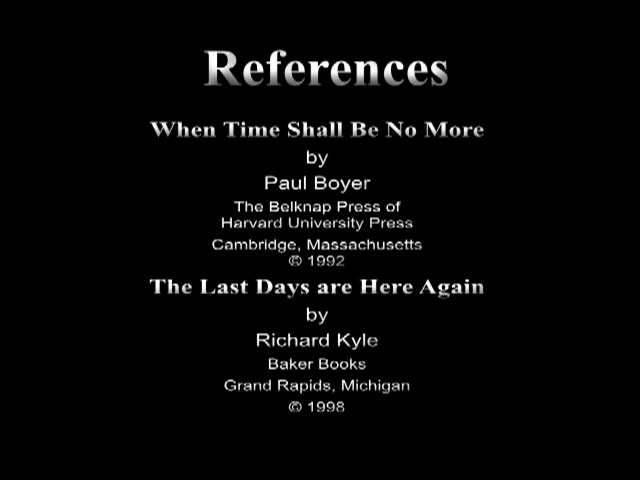 References
When Time Shall Be No More
by
Paul Boyer
The Belknap Press of
Harvard University Press
Cambridge, Massachusetts
© 1992
The Last Days are Here Again
by
Richard Kyle
Baker Books
Grand Rapids, Michigan
© 1998